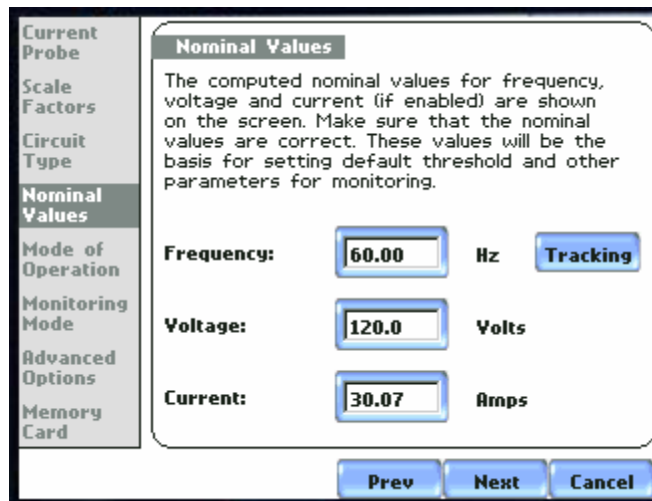 Current
Probe
Scale
Factors
Circuit
Type
Nominal
Values
Mode of
Operation
Monitoring
Mode
Advanced
Options
Memory
Card
Nominal Values
The computed nominal values for frequency,
voltage and current (if enabled) are shown
on the screen. Make sure that the nominal
values are correct. These values will be the
basis for setting default threshold and other
parameters for monitoring.
Frequency: 60.00 Hz Tracking
Voltage: 120.0 Volts
Current: 30.07 Amps
Prev Next Cancel